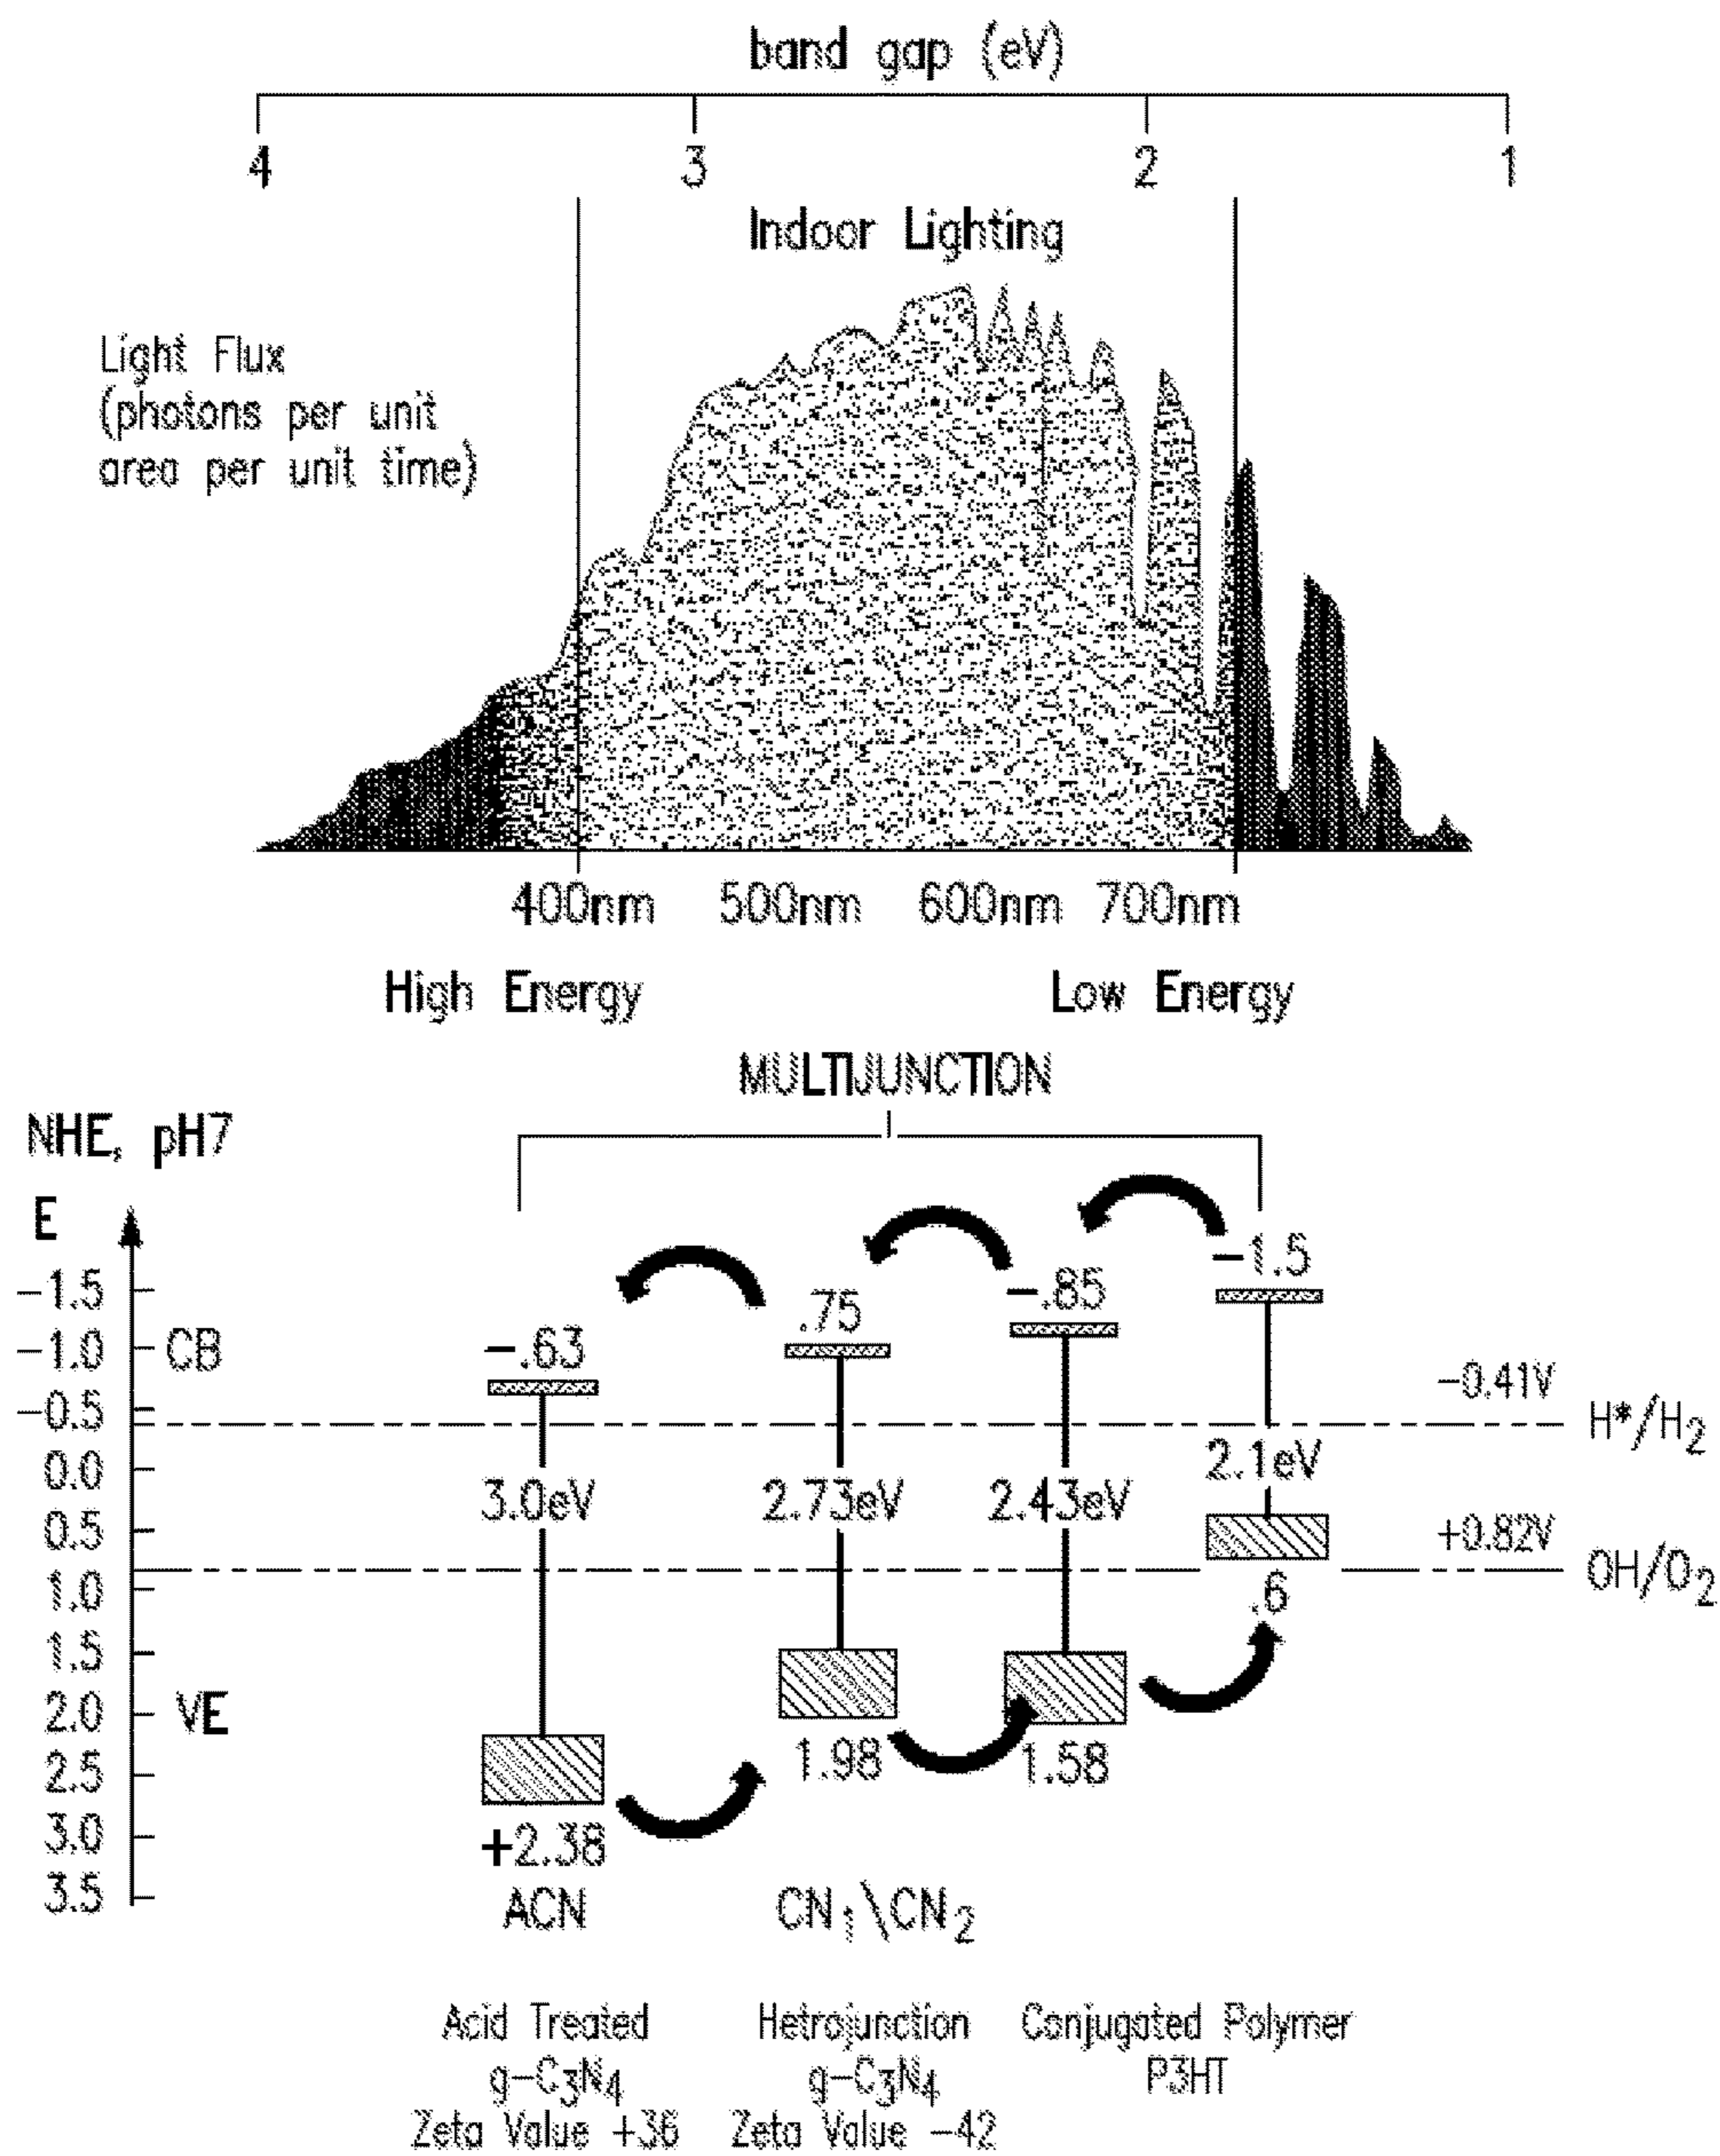 band gap (eV)
4 3 2 1
Indoor Lighting
Light Flux
(photons per unit
area per unit time)
400nm 500nm 600nm 700nm
High Energy Low Energy
MULTIJUNCTION
NHE, pH7
E
-1.5
-1.0 CB
-0.5
0.0
0.5
1.0
1.5
2.0 VE
2.5
3.0
3.5
-.63
3.0eV
+2.38
ACN
.75
2.73eV
1.98
CN1\CN2
-.85
2.43eV
1.58
-1.5
2.1eV
.6
-0.41V
H*/H2
+0.82V
OH/O2
Acid Treated
g-C3N4
Zeta Value +36
Hetrojunction
g-C3N4
Zeta Value -42
Conjugated Polymer
P3HT